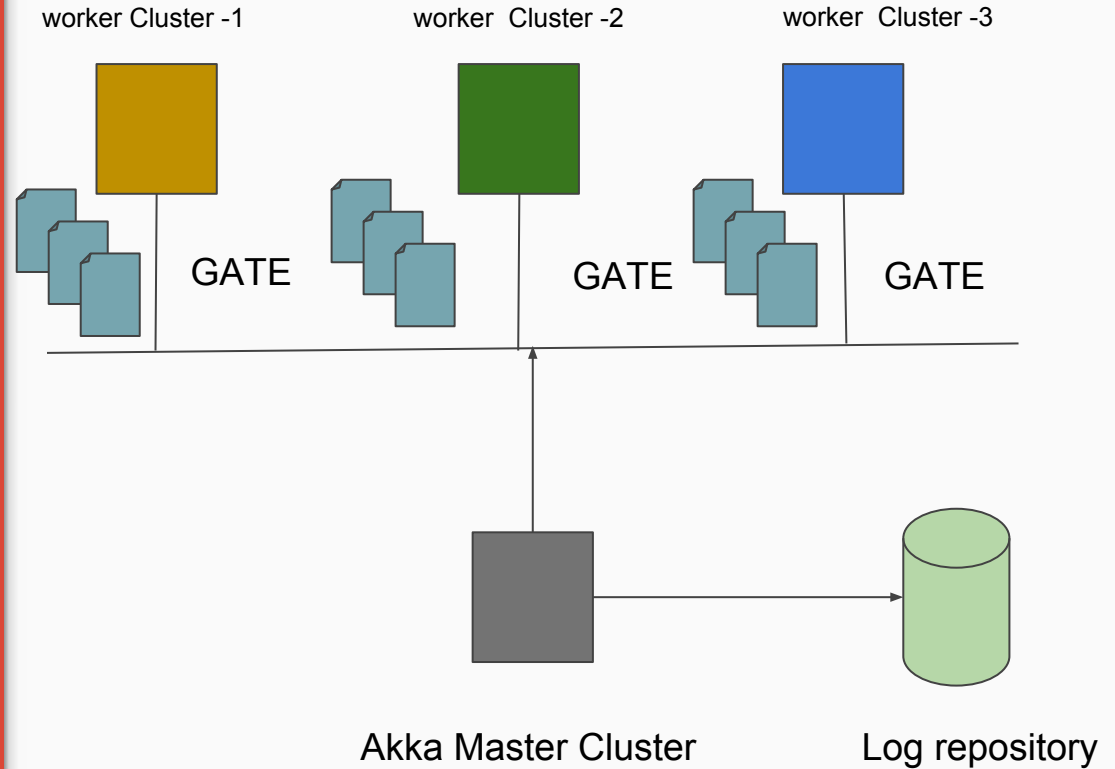 worker Cluster -1
worker  Cluster -2
worker  Cluster -3
GATE
GATE
GATE
Akka Master Cluster
Log repository